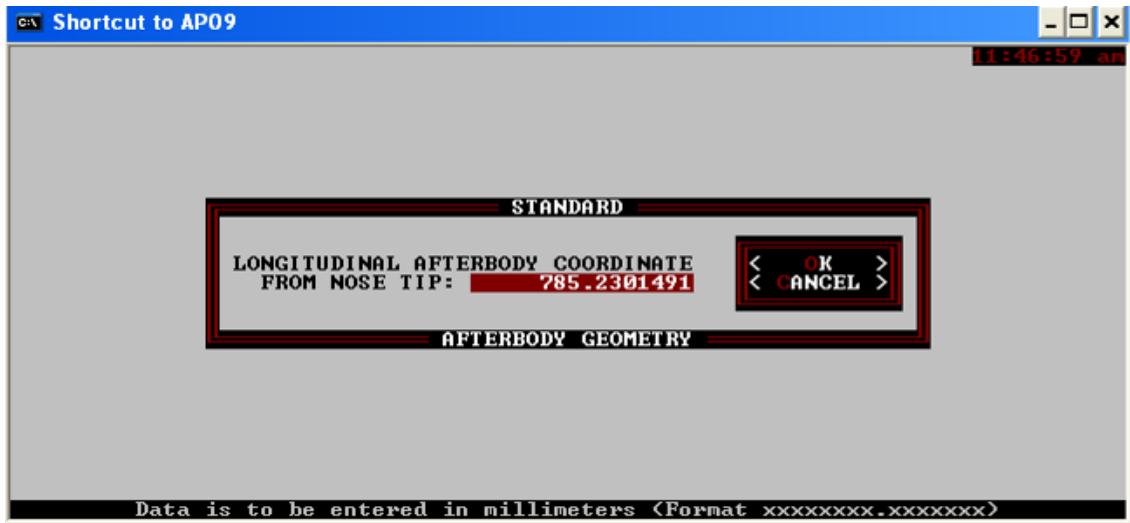 Shortcut to AP09
11:46:59 am
STANDARD
LONGITUDINAL AFTERBODY COORDINATE
FROM NOSE TIP: 785.2301491
< OK >
< CANCEL >
AFTERBODY GEOMETRY
Data is to be entered in millimeters (Format xxxxxxxx.xxxxxxx)